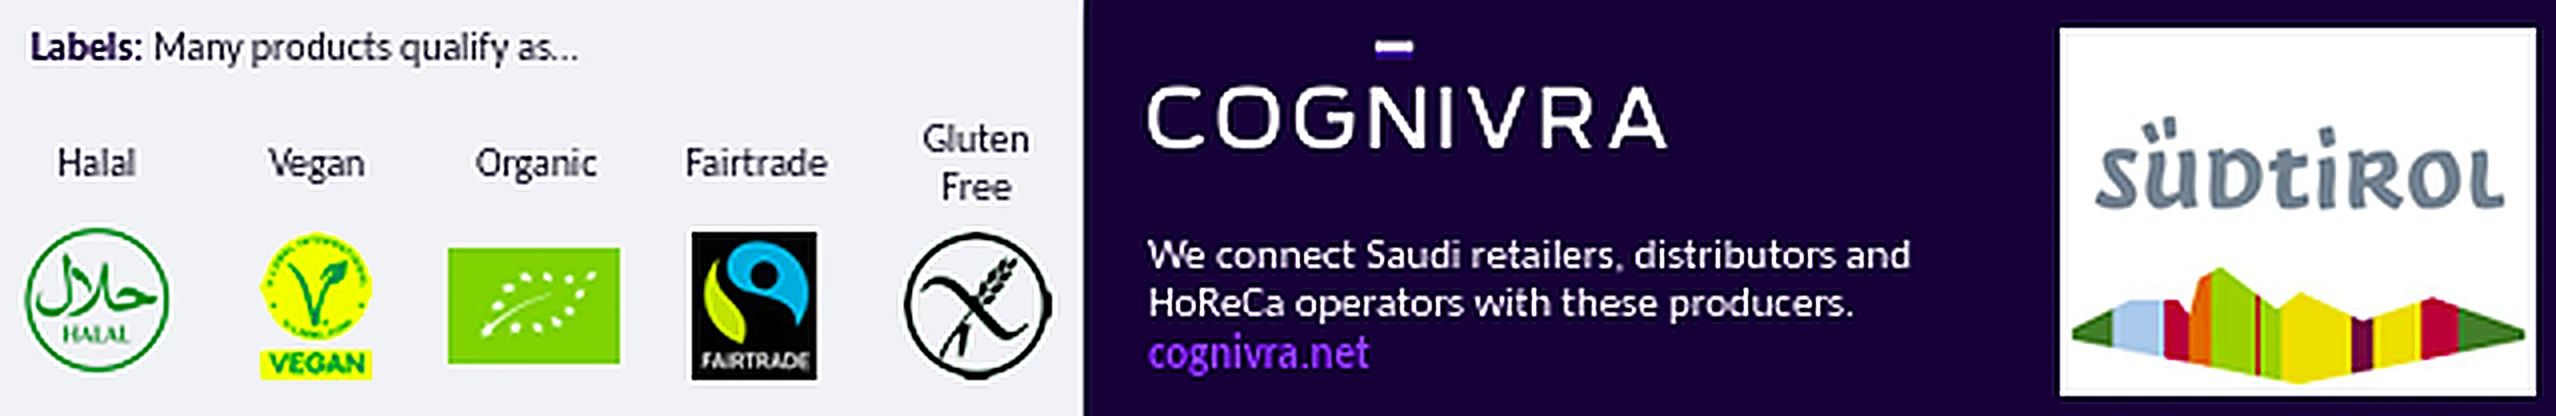 Labels: Many products qualify as...
Halal
Vegan
Organic
Fairtrade
Gluten
Free
حلال
HALAL
VEGAN
FAIRTRADE
COGNIVRA
We connect Saudi retailers, distributors and
HoReCa operators with these producers.
cognivra.net
SÜDTIROL